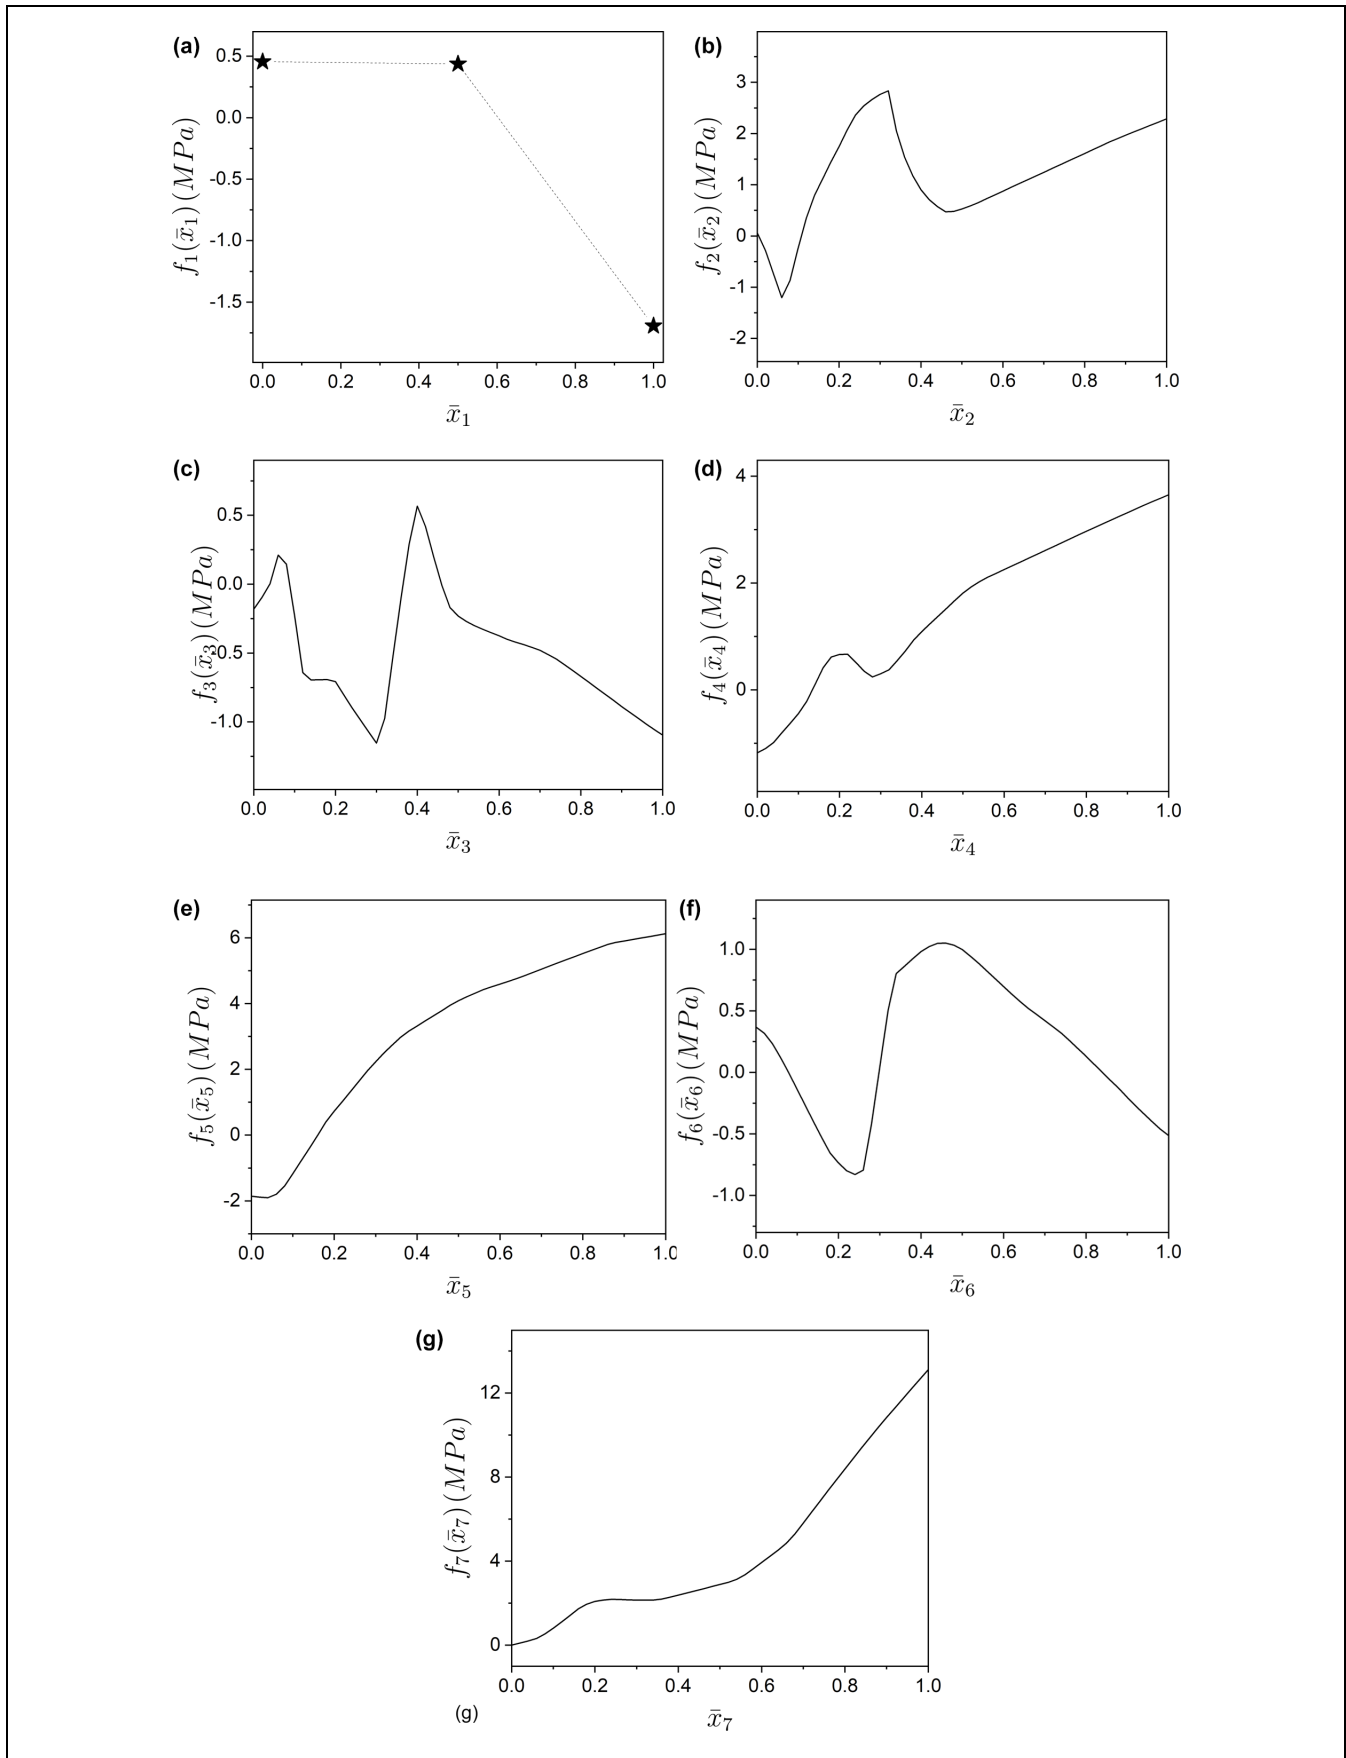 (a)
f₁(x̄₁)(MPa)
0.5
0.0
-0.5
-1.0
-1.5
0.0 0.2 0.4 0.6 0.8 1.0
x̄₁
(b)
f₂(x̄₂)(MPa)
3
2
1
0
-1
-2
0.0 0.2 0.4 0.6 0.8 1.0
x̄₂
(c)
f₃(x̄₃)(MPa)
0.5
0.0
-0.5
-1.0
0.0 0.2 0.4 0.6 0.8 1.0
x̄₃
(d)
f₄(x̄₄)(MPa)
4
2
0
0.0 0.2 0.4 0.6 0.8 1.0
x̄₄
(e)
f₅(x̄₅)(MPa)
6
4
2
0
-2
0.0 0.2 0.4 0.6 0.8 1.0
x̄₅
(f)
f₆(x̄₆)(MPa)
1.0
0.5
0.0
-0.5
-1.0
0.0 0.2 0.4 0.6 0.8 1.0
x̄₆
(g)
f₇(x̄₇)(MPa)
12
8
4
0
0.0 0.2 0.4 0.6 0.8 1.0
x̄₇
(g)